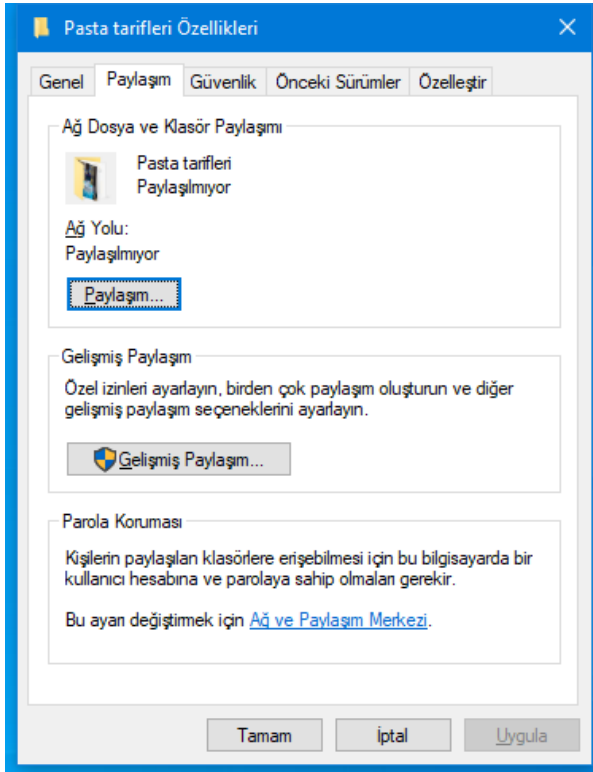 Pasta tarifleri Özellikleri
Genel Paylaşım Güvenlik Önceki Sürümler Özelleştir
Ağ Dosya ve Klasör Paylaşımı
Pasta tarifleri
Paylaşılmıyor
Ağ Yolu:
Paylaşılmıyor
Paylaşım...
Gelişmiş Paylaşım
Özel izinleri ayarlayın, birden çok paylaşım oluşturun ve diğer
gelişmiş paylaşım seçeneklerini ayarlayın.
Gelişmiş Paylaşım...
Parola Koruması
Kişilerin paylaşılan klasörlere erişebilmesi için bu bilgisayarda bir
kullanıcı hesabına ve parolaya sahip olmaları gerekir.
Bu ayarı değiştirmek için Ağ ve Paylaşım Merkezi.
Tamam İptal Uygula